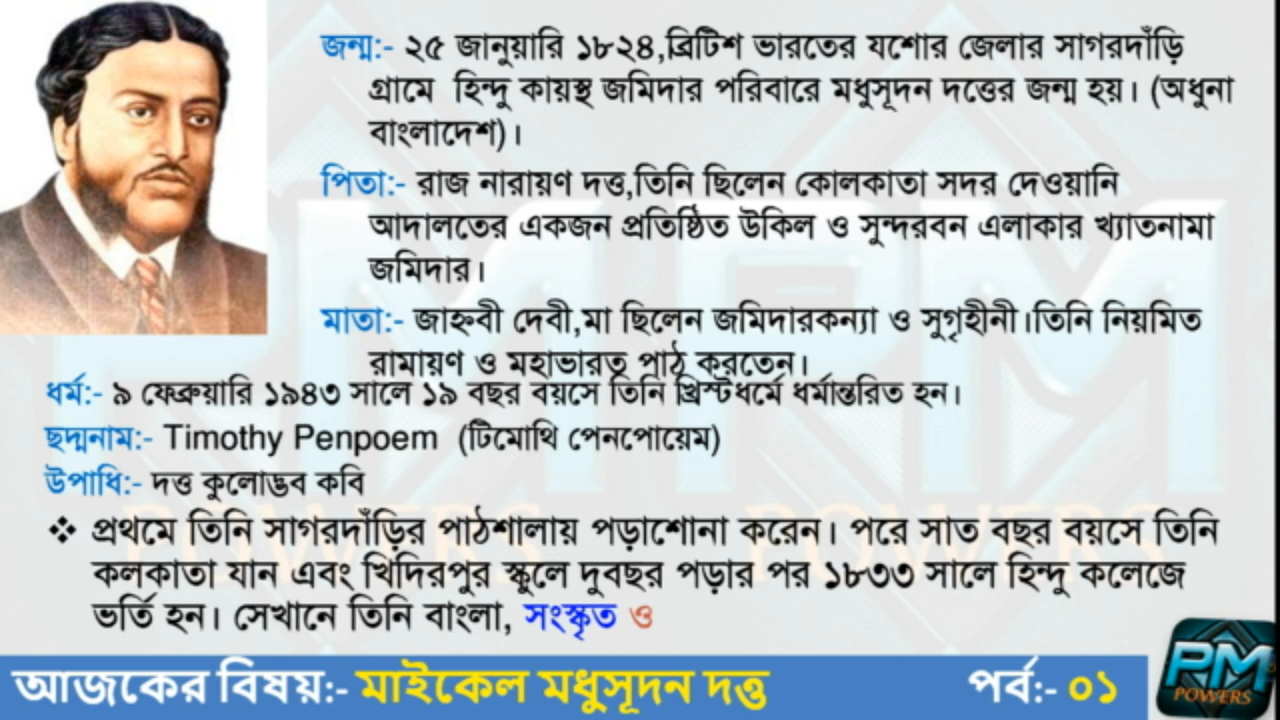 জন্ম:- ২৫ জানুয়ারি ১৮২৪,ব্রিটিশ ভারতের যশোর জেলার সাগরদাঁড়ি
গ্রামে হিন্দু কায়স্থ জমিদার পরিবারে মধুসূদন দত্তের জন্ম হয়। (অধুনা
বাংলাদেশ)।
পিতা:- রাজ নারায়ণ দত্ত,তিনি ছিলেন কোলকাতা সদর দেওয়ানি
আদালতের একজন প্রতিষ্ঠিত উকিল ও সুন্দরবন এলাকার খ্যাতনামা
জমিদার।
মাতা:- জাহ্নবী দেবী,মা ছিলেন জমিদারকন্যা ও সুগৃহীনী।তিনি নিয়মিত
রামায়ণ ও মহাভারত পাঠ করতেন।
ধর্ম:- ৯ ফেব্রুয়ারি ১৯৪৩ সালে ১৯ বছর বয়সে তিনি খ্রিস্টধর্মে ধর্মান্তরিত হন।
ছদ্মনাম:- Timothy Penpoem (টিমোথি পেনপোয়েম)
উপাধি:- দত্ত কুলোদ্ভব কবি
❖ প্রথমে তিনি সাগরদাঁড়ির পাঠশালায় পড়াশোনা করেন। পরে সাত বছর বয়সে তিনি
কলকাতা যান এবং খিদিরপুর স্কুলে দুবছর পড়ার পর ১৮৩৩ সালে হিন্দু কলেজে
ভর্তি হন। সেখানে তিনি বাংলা, সংস্কৃত ও
আজকের বিষয়:- মাইকেল মধুসূদন দত্ত পর্ব:- ০১
PM
POWERS